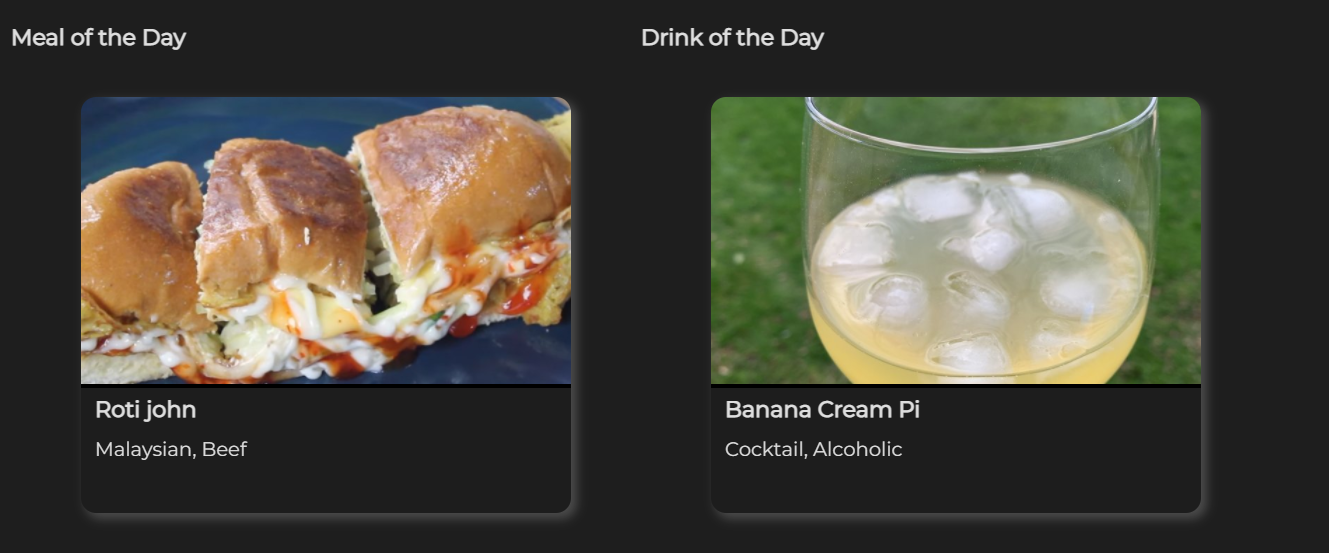 Meal of the Day
Drink of the Day
Roti john
Malaysian, Beef
Banana Cream Pi
Cocktail, Alcoholic